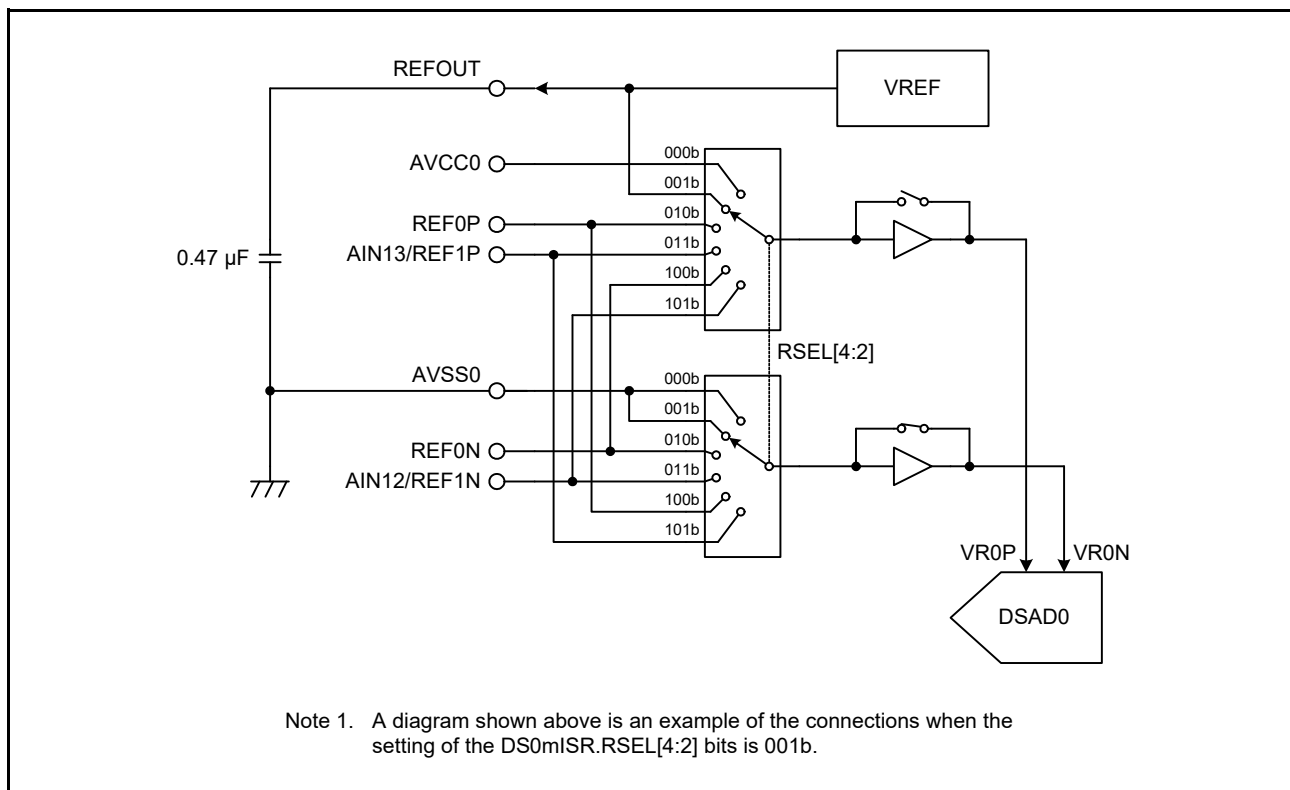 REFOUT
VREF
AVCC0
000b
001b
REF0P
010b
AIN13/REF1P
011b
0.47 µF
100b
101b
RSEL[4:2]
AVSS0
000b
001b
REF0N
010b
AIN12/REF1N
011b
100b
101b
VR0P
VR0N
DSAD0
Note 1. A diagram shown above is an example of the connections when the
setting of the DS0mISR.RSEL[4:2] bits is 001b.